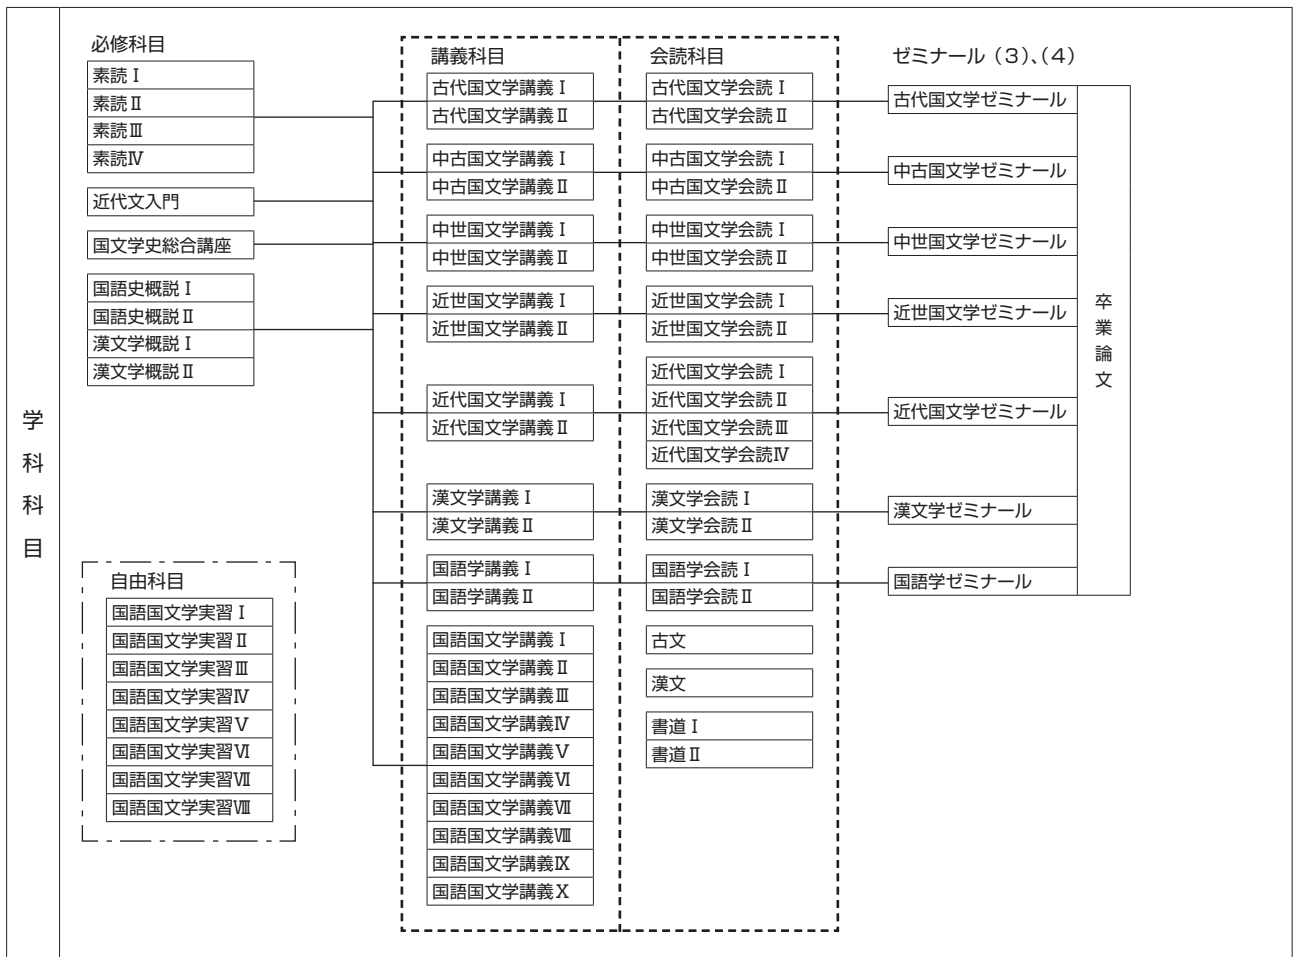 学科科目
必修科目
素読Ⅰ
素読Ⅱ
素読Ⅲ
素読Ⅳ
近代文入門
国文学史総合講座
国語史概説Ⅰ
国語史概説Ⅱ
漢文学概説Ⅰ
漢文学概説Ⅱ
自由科目
国語国文学実習Ⅰ
国語国文学実習Ⅱ
国語国文学実習Ⅲ
国語国文学実習Ⅳ
国語国文学実習Ⅴ
国語国文学実習Ⅵ
国語国文学実習Ⅶ
国語国文学実習Ⅷ
講義科目
古代国文学講義Ⅰ
古代国文学講義Ⅱ
中古国文学講義Ⅰ
中古国文学講義Ⅱ
中世国文学講義Ⅰ
中世国文学講義Ⅱ
近世国文学講義Ⅰ
近世国文学講義Ⅱ
近代国文学講義Ⅰ
近代国文学講義Ⅱ
漢文学講義Ⅰ
漢文学講義Ⅱ
国語学講義Ⅰ
国語学講義Ⅱ
国語国文学講義Ⅰ
国語国文学講義Ⅱ
国語国文学講義Ⅲ
国語国文学講義Ⅳ
国語国文学講義Ⅴ
国語国文学講義Ⅵ
国語国文学講義Ⅶ
国語国文学講義Ⅷ
国語国文学講義Ⅸ
国語国文学講義Ⅹ
会読科目
古代国文学会読Ⅰ
古代国文学会読Ⅱ
中古国文学会読Ⅰ
中古国文学会読Ⅱ
中世国文学会読Ⅰ
中世国文学会読Ⅱ
近世国文学会読Ⅰ
近世国文学会読Ⅱ
近代国文学会読Ⅰ
近代国文学会読Ⅱ
近代国文学会読Ⅲ
近代国文学会読Ⅳ
漢文学会読Ⅰ
漢文学会読Ⅱ
国語学会読Ⅰ
国語学会読Ⅱ
古文
漢文
書道Ⅰ
書道Ⅱ
ゼミナール（3）、（4）
古代国文学ゼミナール
中古国文学ゼミナール
中世国文学ゼミナール
近世国文学ゼミナール
近代国文学ゼミナール
漢文学ゼミナール
国語学ゼミナール
卒業論文